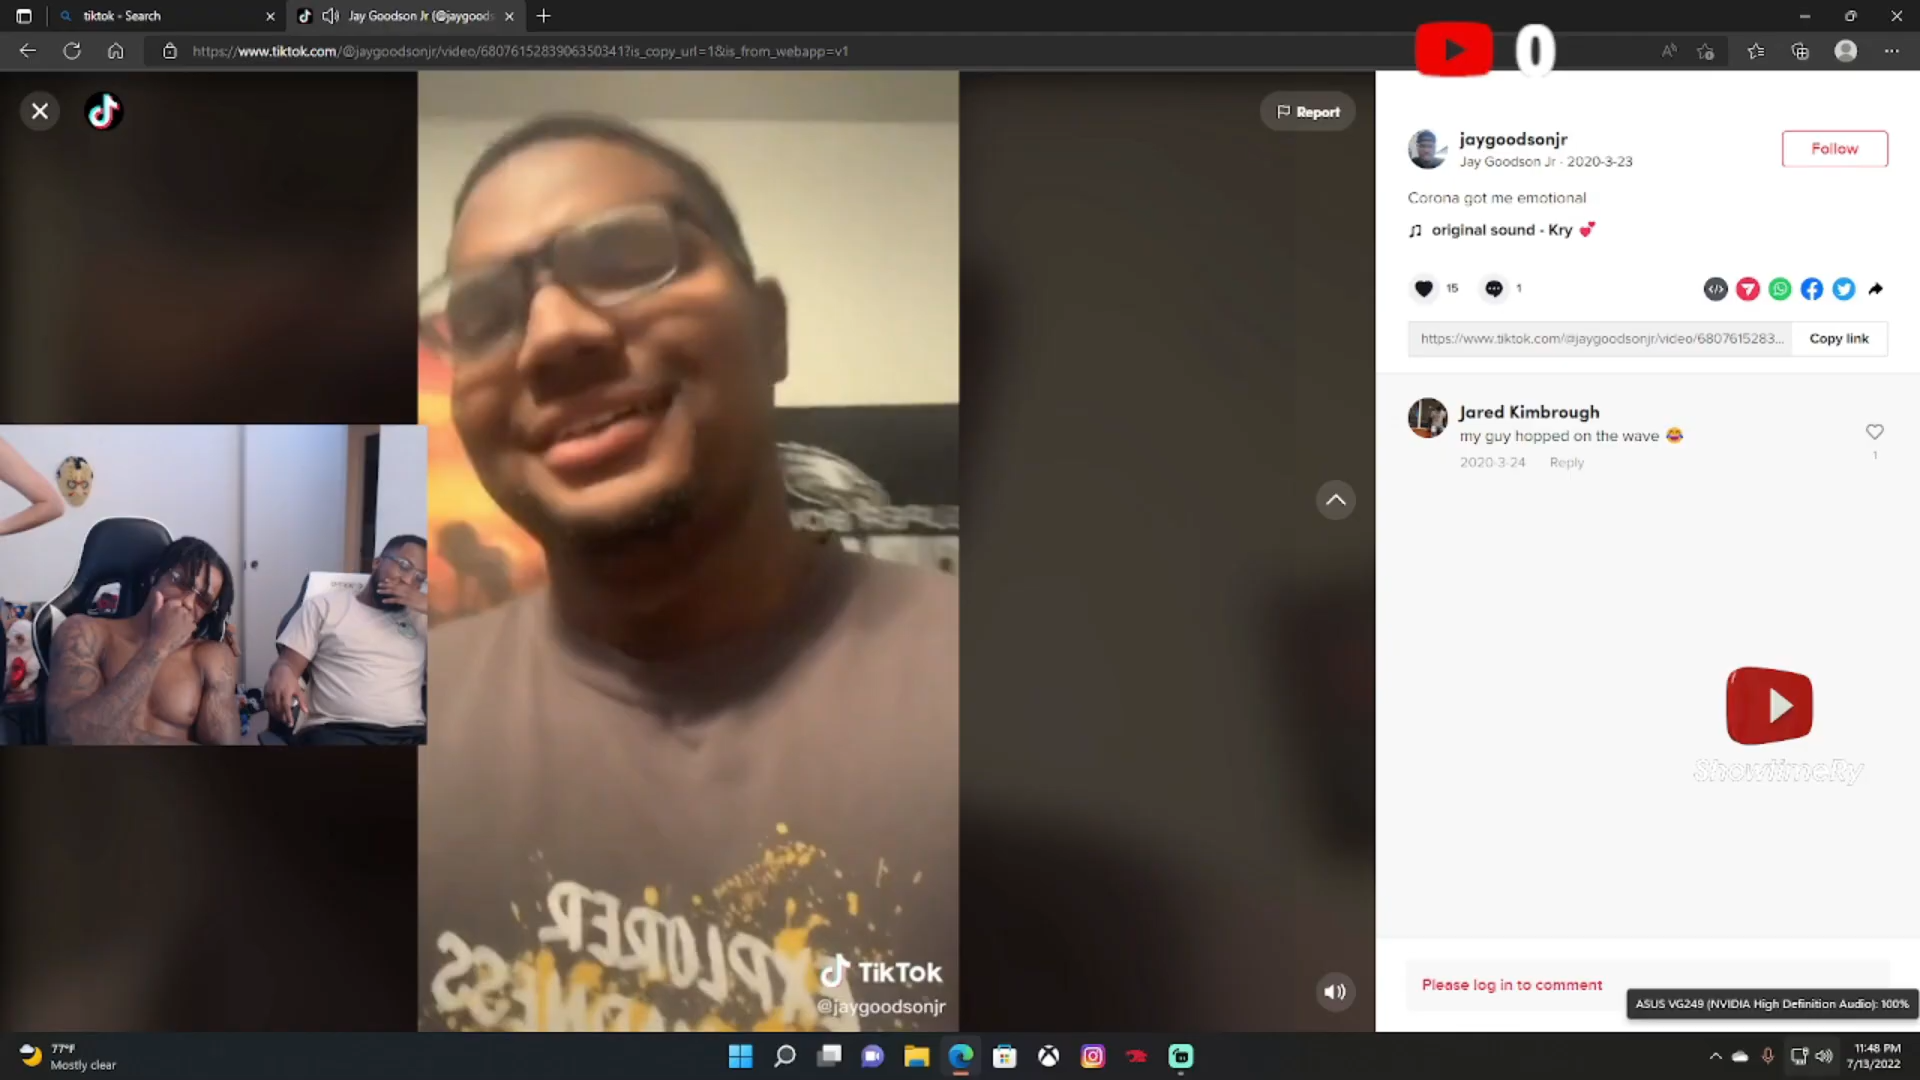 tiktok - Search
Jay Goodson Jr (@jaygoods
https://www.tiktok.com/@jaygoodsonjr/video/6807615283906350341?is_copy_url=1&is_from_webapp=v1
0
Report
jaygoodsonjr
Jay Goodson Jr · 2020-3-23
Follow
Corona got me emotional
original sound - Kry 💕
15
1
https://www.tiktok.com/@jaygoodsonjr/video/6807615283...
Copy link
Jared Kimbrough
my guy hopped on the wave 😂
2020-3-24 Reply
1
ShowtimeRy
EXPLORER
TikTok
@jaygoodsonjr
Please log in to comment
ASUS VG249 (NVIDIA High Definition Audio): 100%
77°F
Mostly clear
11:48 PM
7/13/2022